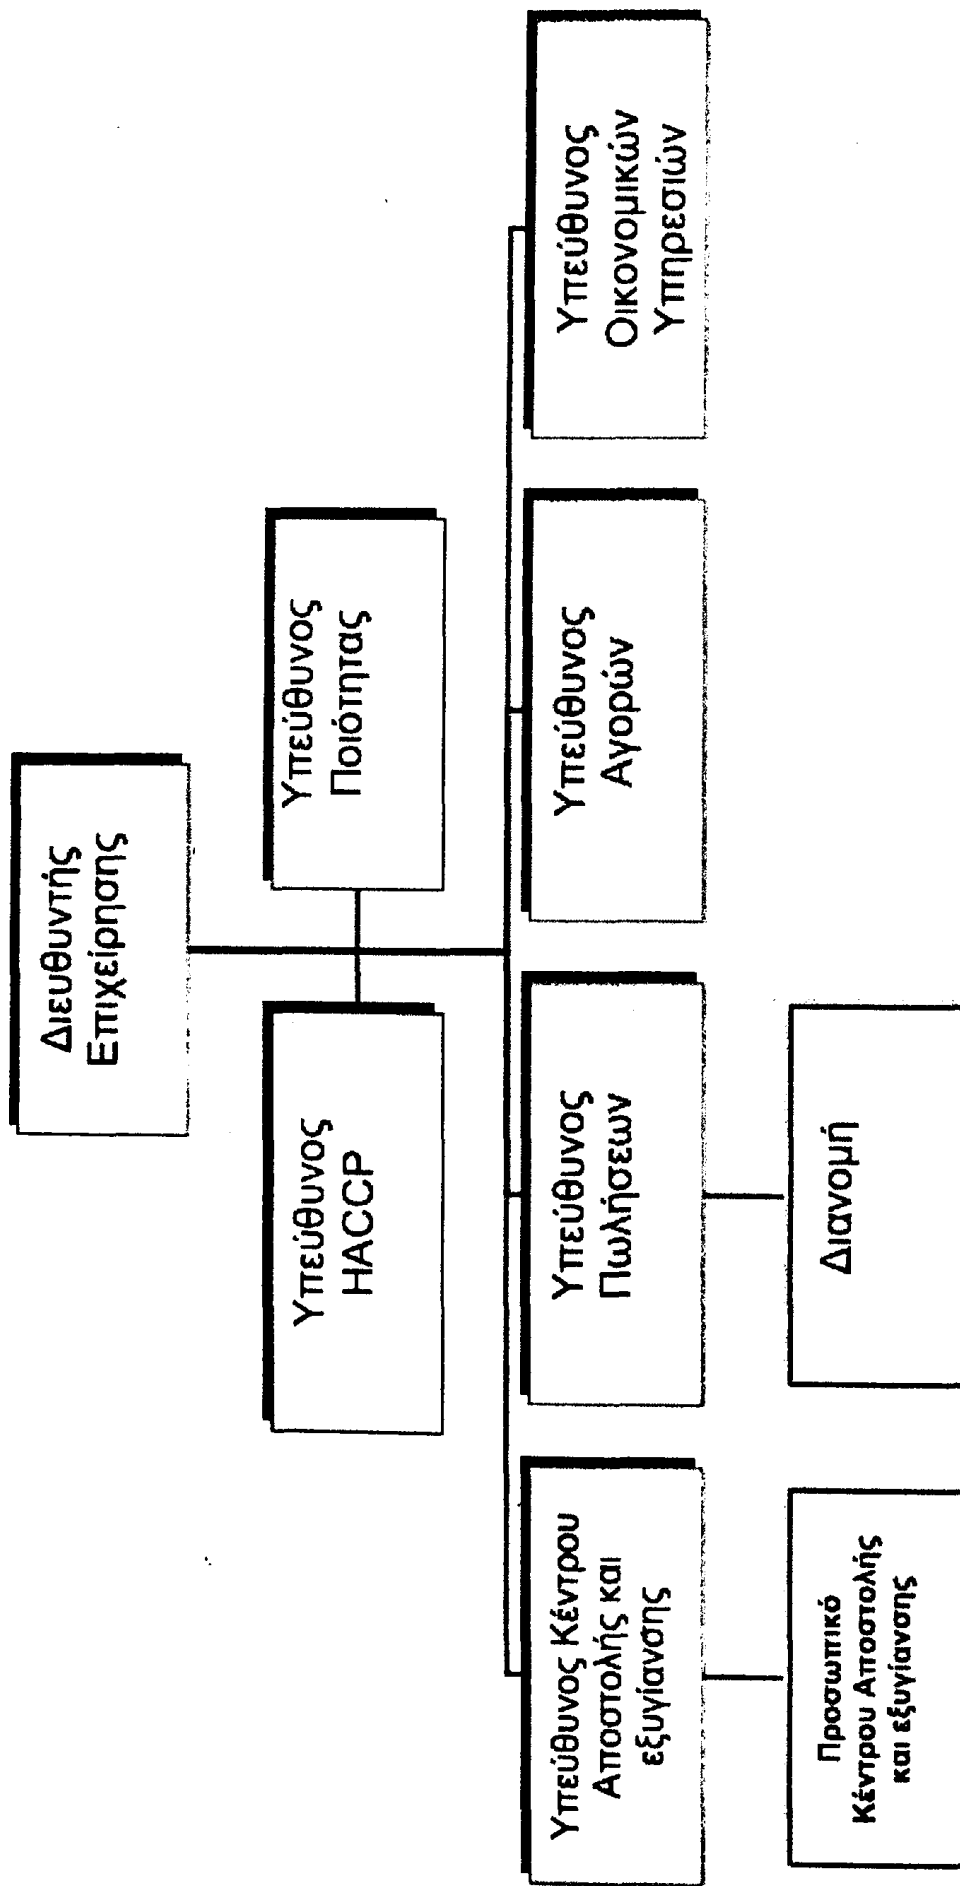 Διευθυντής
Επιχείρησης
Υπεύθυνος
HACCP
Υπεύθυνος
Ποιότητας
Υπεύθυνος Κέντρου
Αποστολής και
εξυγίανσης
Υπεύθυνος
Πωλήσεων
Υπεύθυνος
Αγορών
Υπεύθυνος
Οικονομικών
Υπηρεσιών
Προσωπικό
Κέντρου Αποστολής
και εξυγίανσης
Διανομή